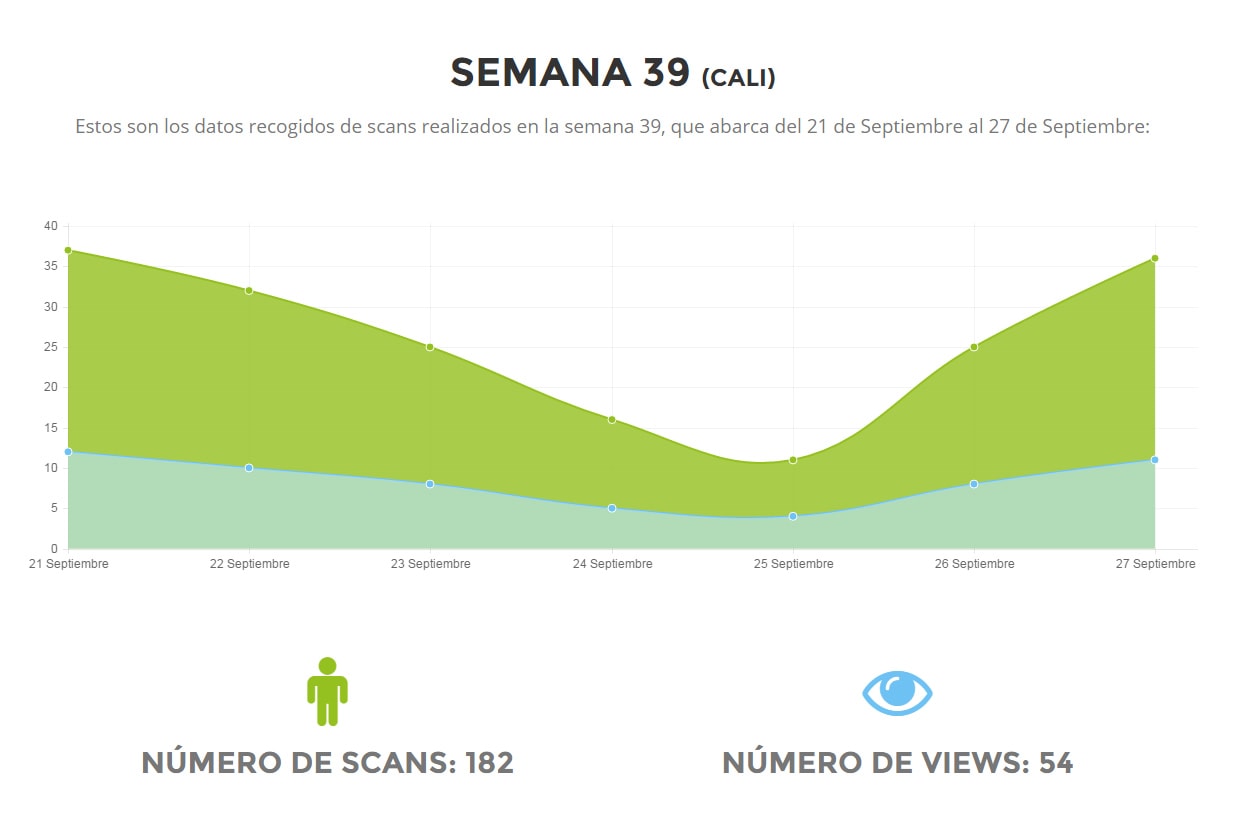 SEMANA 39 (CALI)
Estos son los datos recogidos de scans realizados en la semana 39, que abarca del 21 de Septiembre al 27 de Septiembre:
40
35
30
25
20
15
10
5
0
21 Septiembre 22 Septiembre 23 Septiembre 24 Septiembre 25 Septiembre 26 Septiembre 27 Septiembre
NÚMERO DE SCANS: 182 NÚMERO DE VIEWS: 54